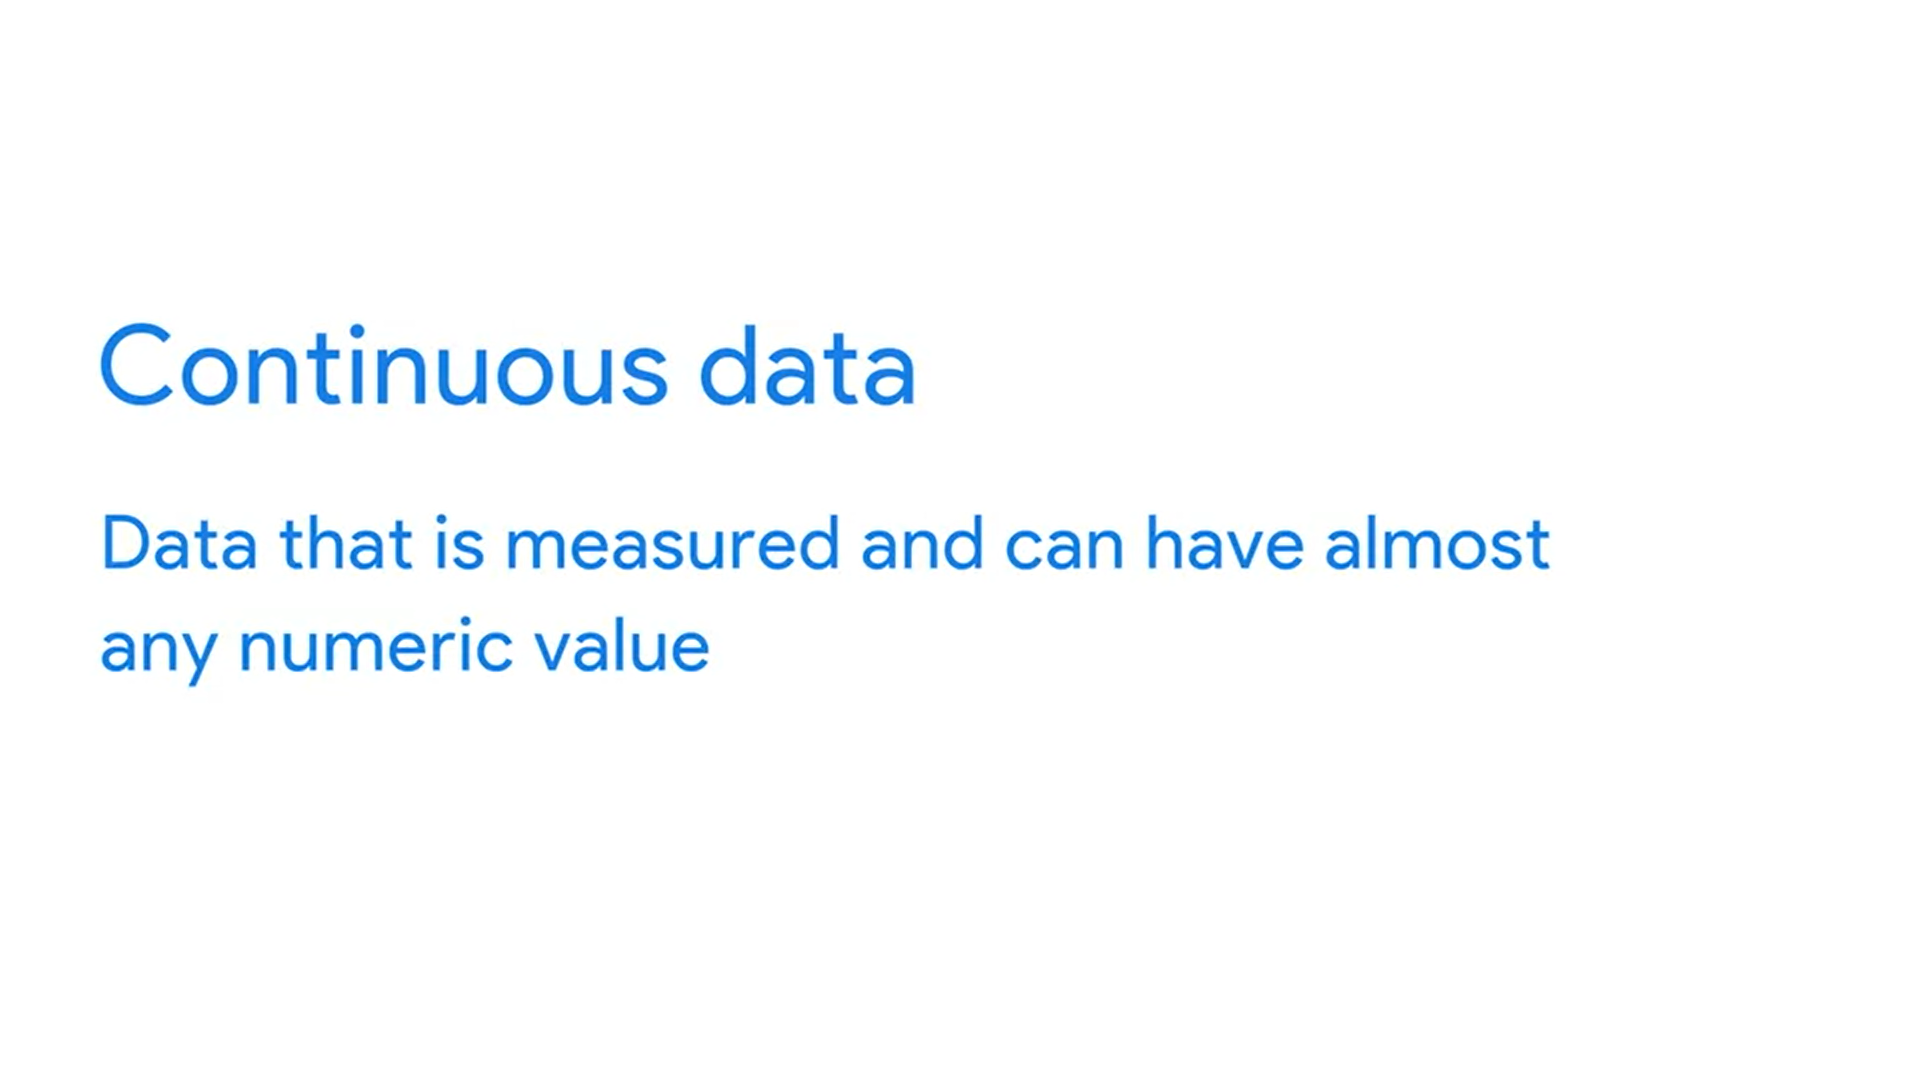 Continuous data
Data that is measured and can have almost
any numeric value